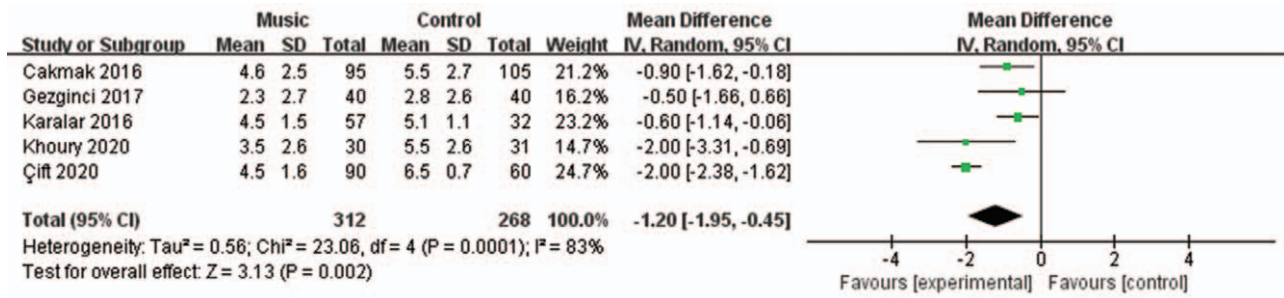 Music Control Mean Difference Mean Difference
Study or Subgroup Mean SD Total Mean SD Total Weight IV, Random, 95% CI IV, Random, 95% CI
Cakmak 2016 4.6 2.5 95 5.5 2.7 105 21.2% -0.90 [-1.62, -0.18]
Gezginci 2017 2.3 2.7 40 2.8 2.6 40 16.2% -0.50 [-1.66, 0.66]
Karalar 2016 4.5 1.5 57 5.1 1.1 32 23.2% -0.60 [-1.14, -0.06]
Khoury 2020 3.5 2.6 30 5.5 2.6 31 14.7% -2.00 [-3.31, -0.69]
Çift 2020 4.5 1.6 90 6.5 0.7 60 24.7% -2.00 [-2.38, -1.62]
Total (95% CI) 312 268 100.0% -1.20 [-1.95, -0.45]
Heterogeneity: Tau² = 0.56; Chi² = 23.06, df = 4 (P = 0.0001); I² = 83%
Test for overall effect: Z = 3.13 (P = 0.002)
-4 -2 0 2 4
Favours [experimental] Favours [control]